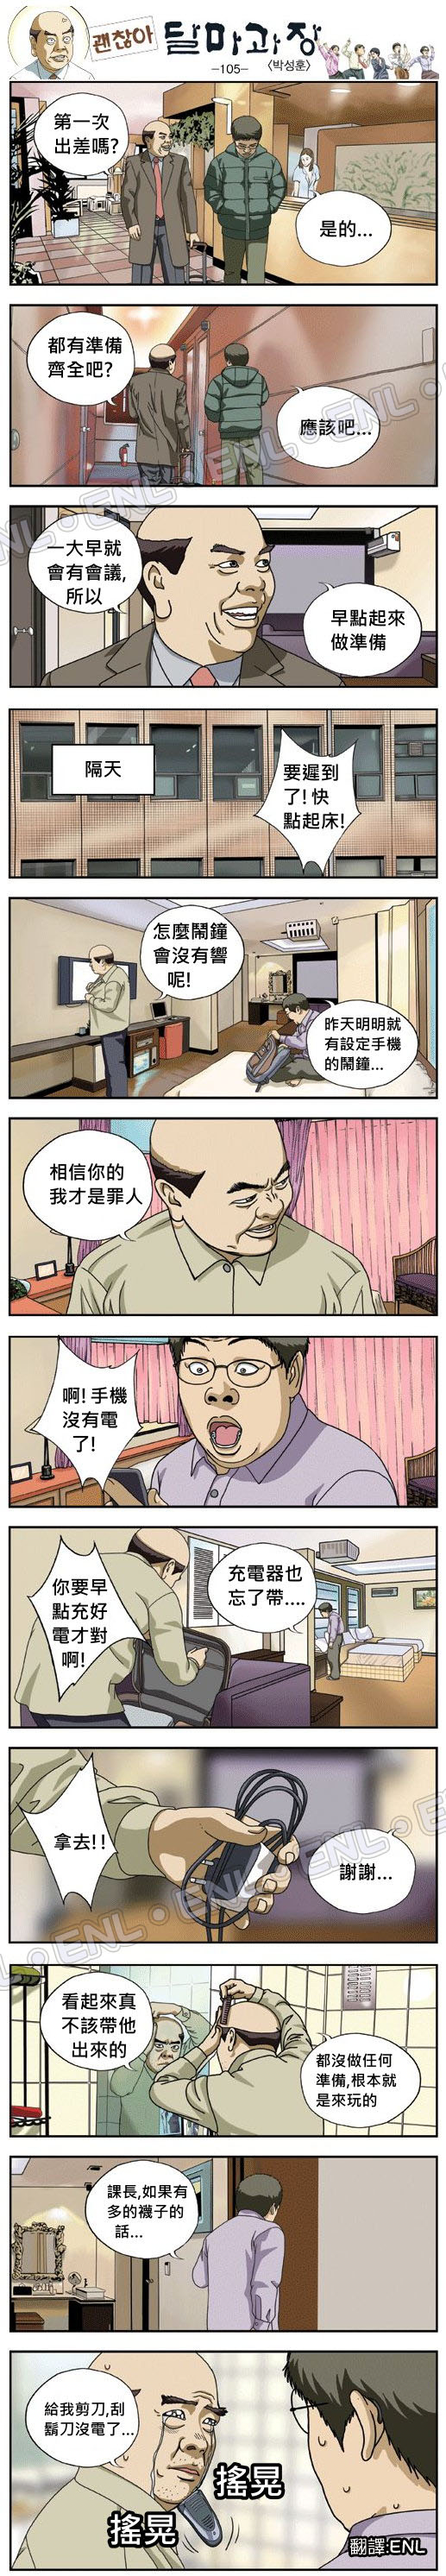 괜찮아
달마과장
-105-
〈박성훈〉
第一次
出差嗎?
是的...
都有準備
齊全吧?
應該吧...
一大早就
會有會議,
所以
早點起來
做準備
隔天
要遲到
了! 快
點起床!
怎麼鬧鐘
會沒有響
呢!
昨天明明就
有設定手機
的鬧鐘...
相信你的
我才是罪人
啊! 手機
沒有電
了!
你要早
點充好
電才對
啊!
充電器也
忘了帶....
拿去!!
謝謝...
看起來真
不該帶他
出來的
都沒做任何
準備,根本就
是來玩的
課長,如果有
多的襪子的
話...
給我剪刀,刮
鬍刀沒電了...
搖晃
搖晃
翻譯:ENL
ENL
ENL
ENL
ENL
ENL
ENL
ENL
ENL